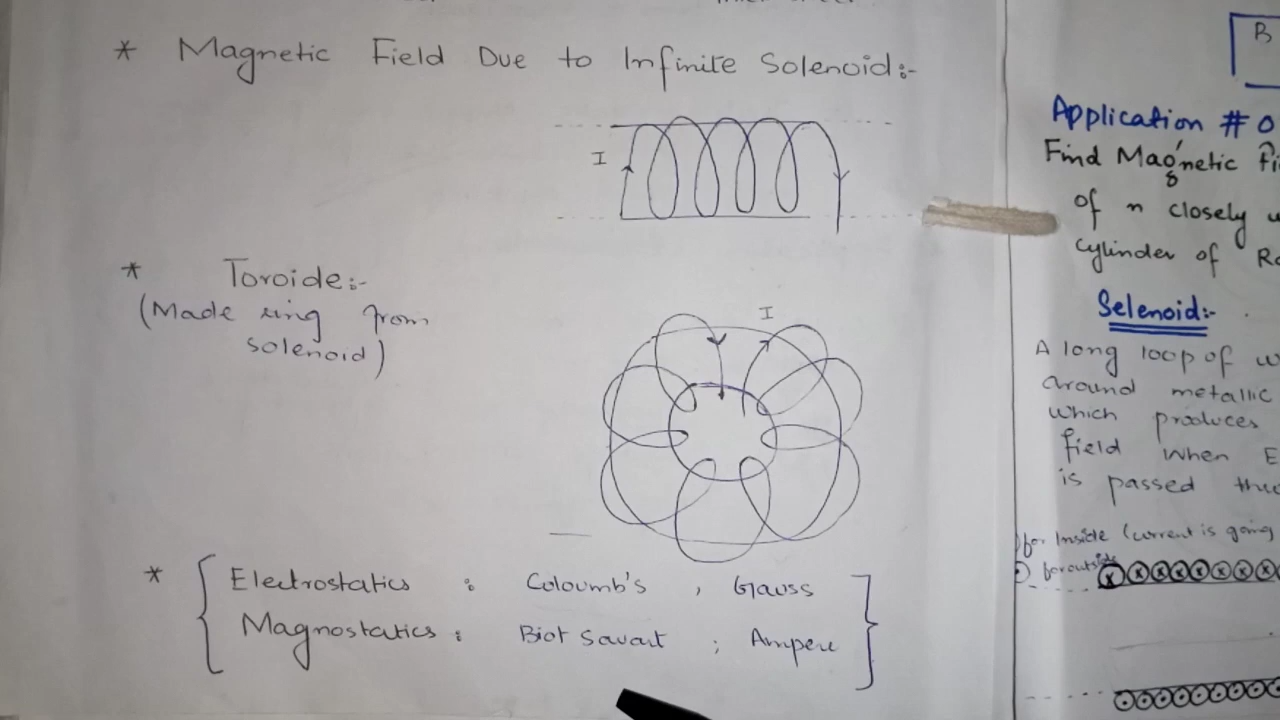 * Magnetic Field Due to Infinite Solenoid:-
I
* Toroide:-
(Made ring from
solenoid)
I
* Electrostatics : Coloumb's , Gauss
Magnostatics : Biot Savart ; Ampere
B
Application # 0
Find Magnetic
of n closely
cylinder of
Selenoid:-
A long loop of
around metallic
which produces
field when E
is passed
for Inside (current is going
for outside